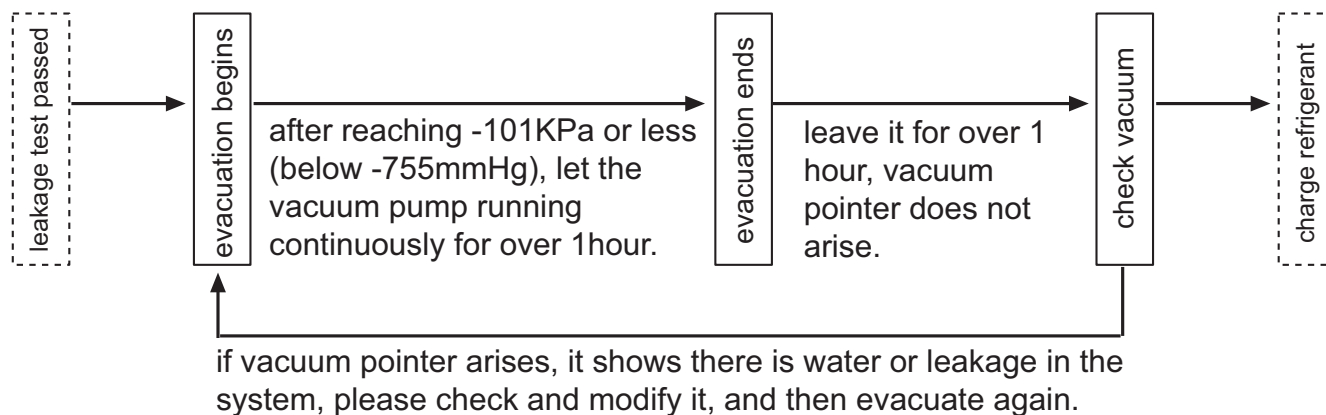 leakage test passed
evacuation begins
after reaching -101KPa or less
(below -755mmHg), let the
vacuum pump running
continuously for over 1hour.
evacuation ends
leave it for over 1
hour, vacuum
pointer does not
arise.
check vacuum
charge refrigerant
if vacuum pointer arises, it shows there is water or leakage in the
system, please check and modify it, and then evacuate again.